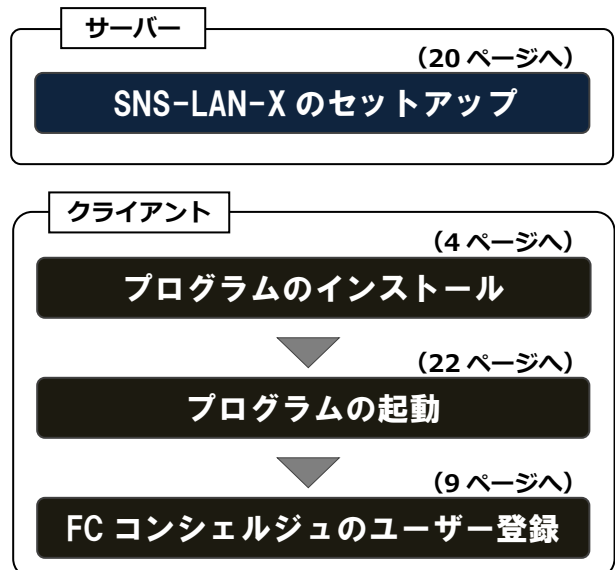 サーバー
（20 ページへ）
SNS-LAN-X のセットアップ
クライアント
（4 ページへ）
プログラムのインストール
（22 ページへ）
プログラムの起動
（9 ページへ）
FC コンシェルジュのユーザー登録